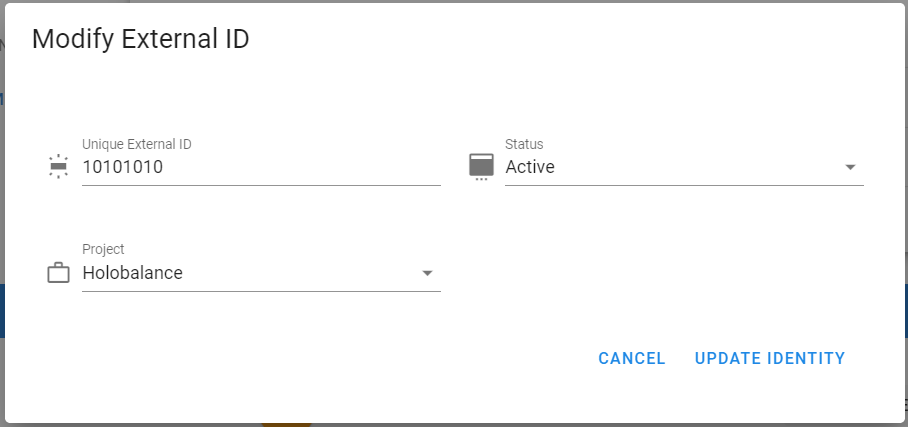 Modify External ID
Unique External ID
10101010
Status
Active
Project
Holobalance
CANCEL
UPDATE IDENTITY